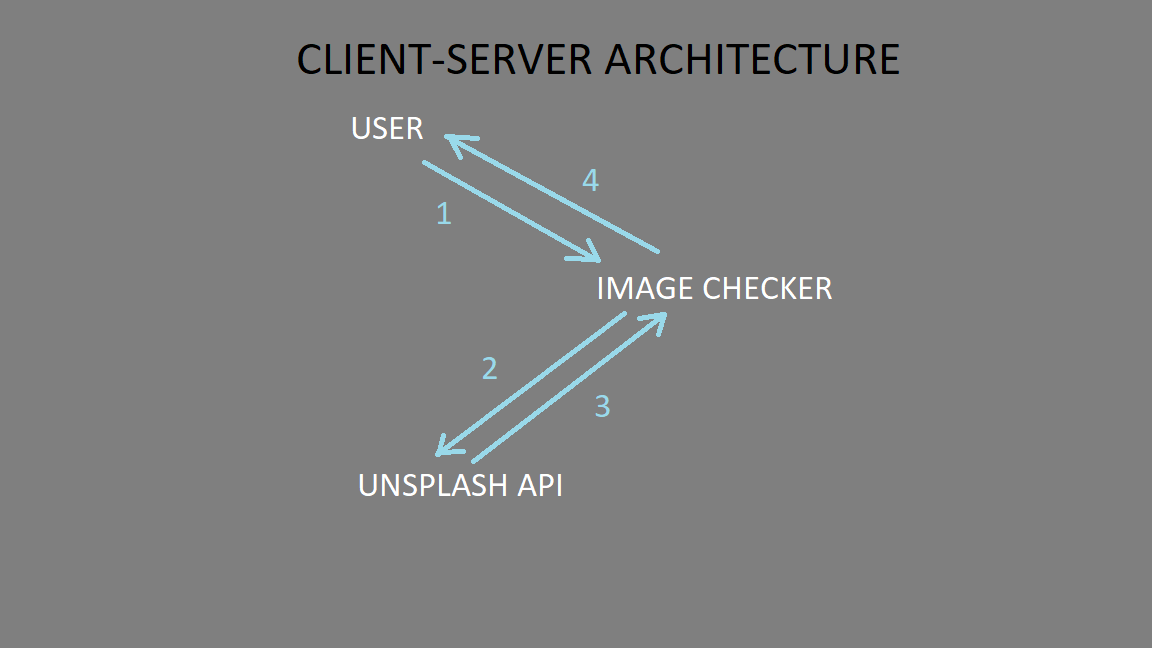 CLIENT-SERVER ARCHITECTURE
USER
4
1
IMAGE CHECKER
2
3
UNSPLASH API